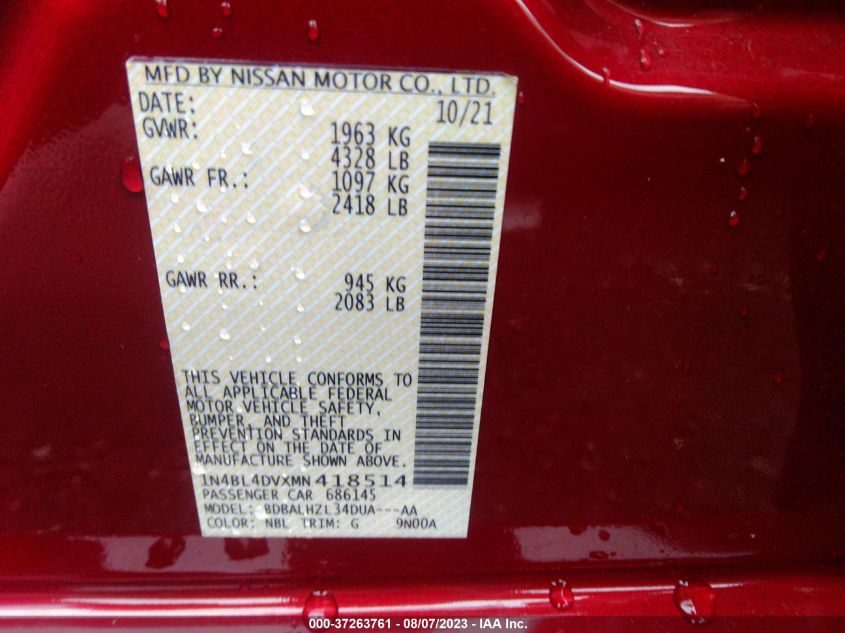 MFD BY NISSAN MOTOR CO., LTD.
DATE: 10/21
GVWR: 1963 KG
4328 LB
GAWR FR.: 1097 KG
2418 LB
GAWR RR.: 945 KG
2083 LB
THIS VEHICLE CONFORMS TO
ALL APPLICABLE FEDERAL
MOTOR VEHICLE SAFETY,
BUMPER, AND THEFT
PREVENTION STANDARDS IN
EFFECT ON THE DATE OF
MANUFACTURE SHOWN ABOVE.
1N4BL4DVXMN418514
PASSENGER CAR 686145
MODEL: BDBALHZL34DUA---AA
COLOR: NBL TRIM: G 9N00A
000-37263761 - 08/07/2023 - IAA Inc.